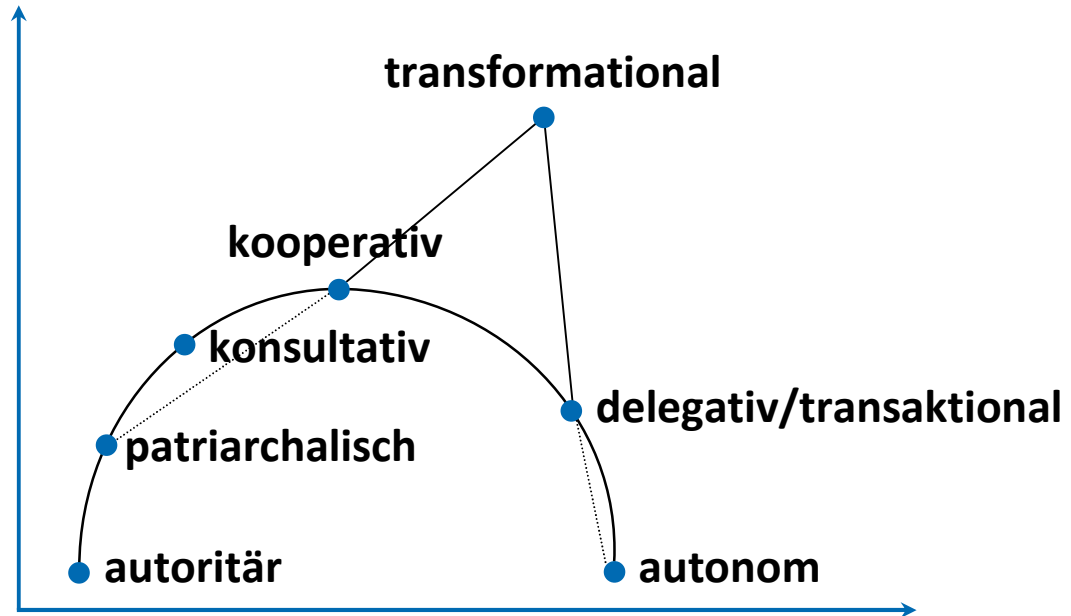 transformational
kooperativ
konsultativ
delegativ/transaktional
patriarchalisch
autoritär
autonom